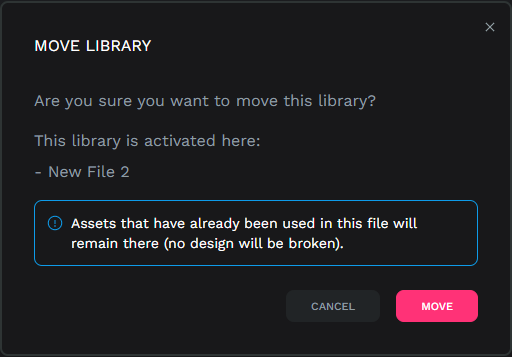 MOVE LIBRARY
Are you sure you want to move this library?
This library is activated here:
- New File 2
Assets that have already been used in this file will
remain there (no design will be broken).
CANCEL
MOVE